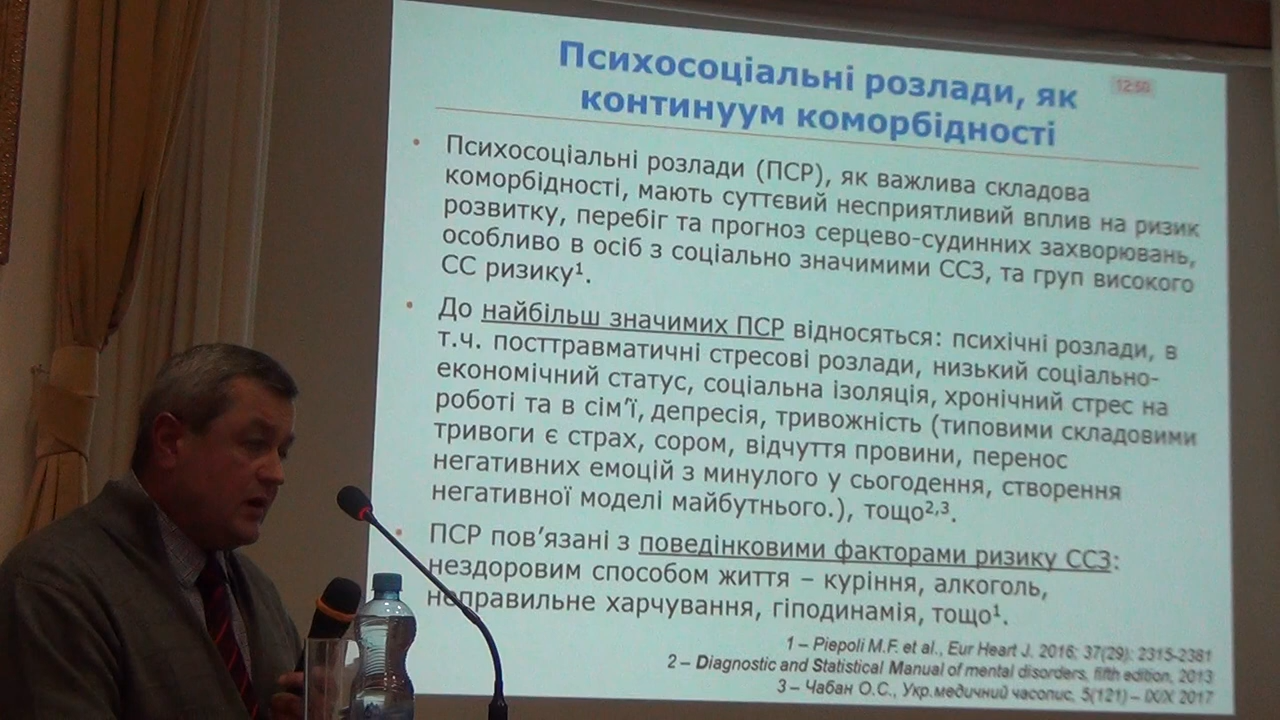 Психосоціальні розлади, як
12:50
континуум коморбідності
• Психосоціальні розлади (ПСР), як важлива складова
коморбідності, мають суттєвий несприятливий вплив на ризик
розвитку, перебіг та прогноз серцево-судинних захворювань,
особливо в осіб з соціально значимими ССЗ, та груп високого
СС ризику¹.
• До найбільш значимих ПСР відносяться: психічні розлади, в
т.ч. посттравматичні стресові розлади, низький соціально-
економічний статус, соціальна ізоляція, хронічний стрес на
роботі та в сім’ї, депресія, тривожність (типовими складовими
тривоги є страх, сором, відчуття провини, перенос
негативних емоцій з минулого у сьогодення, створення
негативної моделі майбутнього.), тощо²,³.
• ПСР пов’язані з поведінковими факторами ризику ССЗ:
нездоровим способом життя – куріння, алкоголь,
неправильне харчування, гіподинамія, тощо¹.
1 – Piepoli M.F. et al., Eur Heart J. 2016: 37(29): 2315-2381
2 – Diagnostic and Statistical Manual of mental disorders, fifth edition, 2013
3 – Чабан О.С., Укр.медичний часопис, 5(121) – IX/X 2017